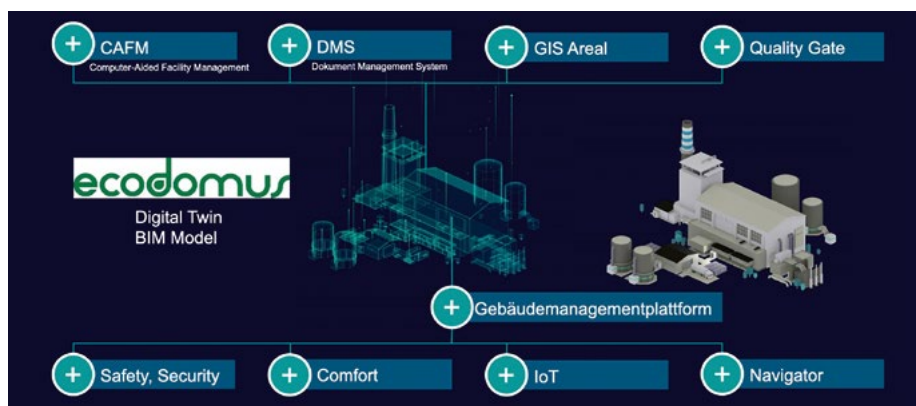 CAFM
Computer-Aided Facility Management
DMS
Dokument Management System
GIS Areal
Quality Gate
ecodomus
Digital Twin
BIM Model
Gebäudemanagementplattform
Safety, Security
Comfort
IoT
Navigator